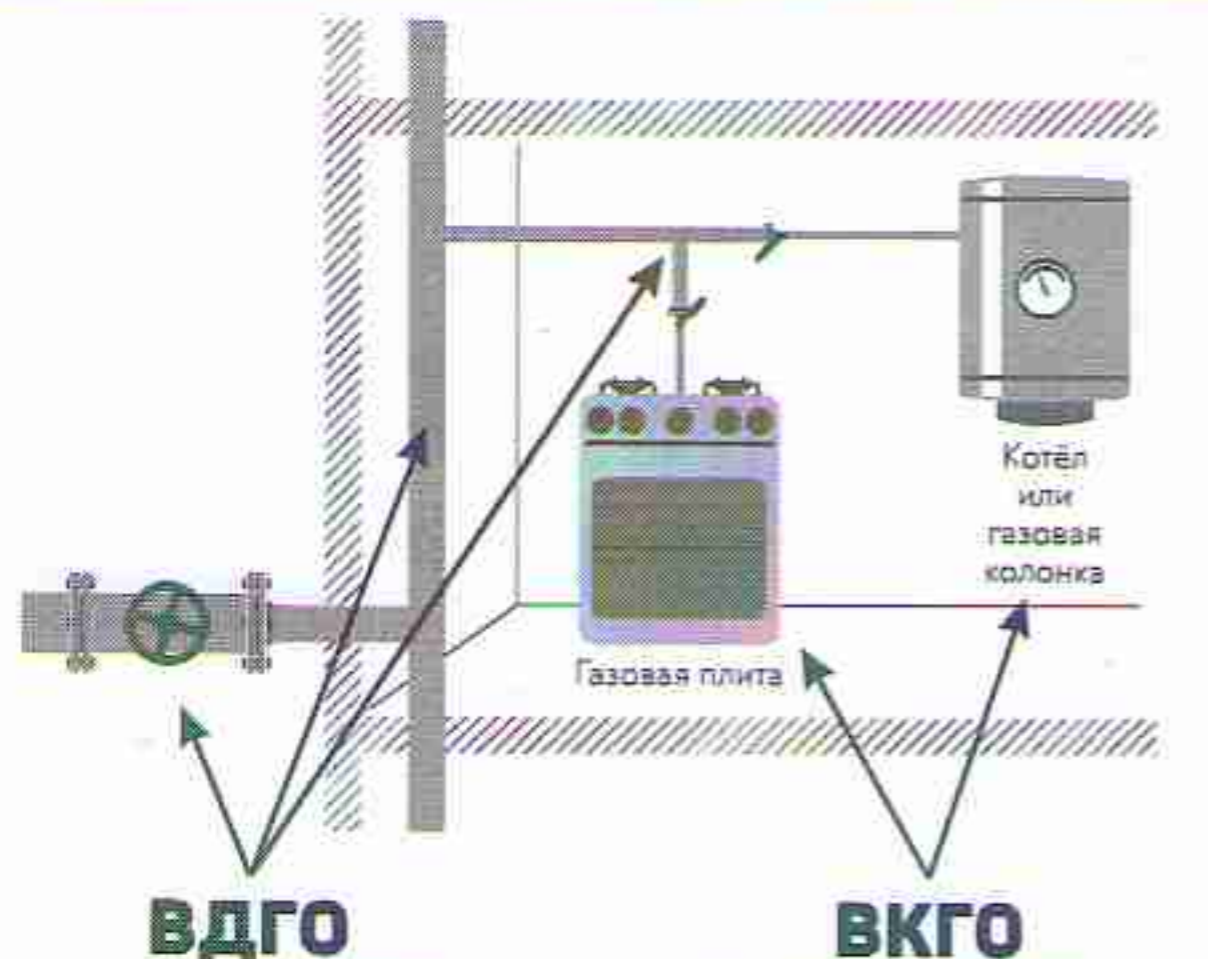 Котёл
или
газовая
колонка
Газовая плита
ВДГО
ВКГО